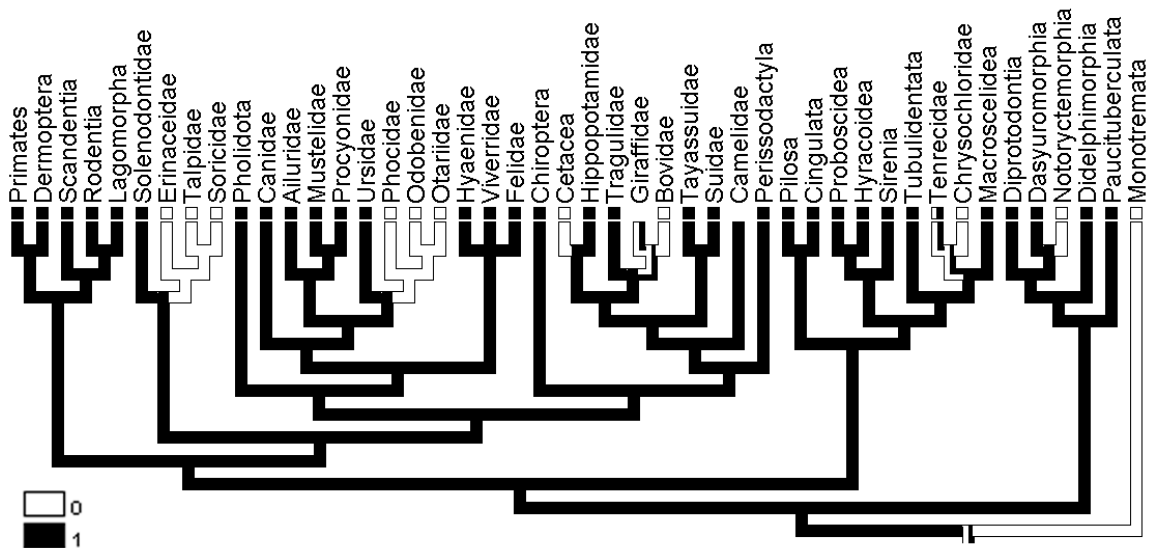 Primates
Dermoptera
Scandentia
Rodentia
Lagomorpha
Solenodontidae
Erinaceidae
Talpidae
Soricidae
Pholidota
Canidae
Ailuridae
Mustelidae
Procyonidae
Ursidae
Phocidae
Odobenidae
Otariidae
Hyaenidae
Viverridae
Felidae
Chiroptera
Cetacea
Hippopotamidae
Tragulidae
Giraffidae
Bovidae
Tayassuidae
Suidae
Camelidae
Perissodactyla
Pilosa
Cingulata
Proboscidea
Hyracoidea
Sirenia
Tubulidentata
Tenrecidae
Chrysochloridae
Macroscelidea
Diprotodontia
Dasyuromorphia
Notoryctemorphia
Didelphimorphia
Paucituberculata
Monotremata
0
1